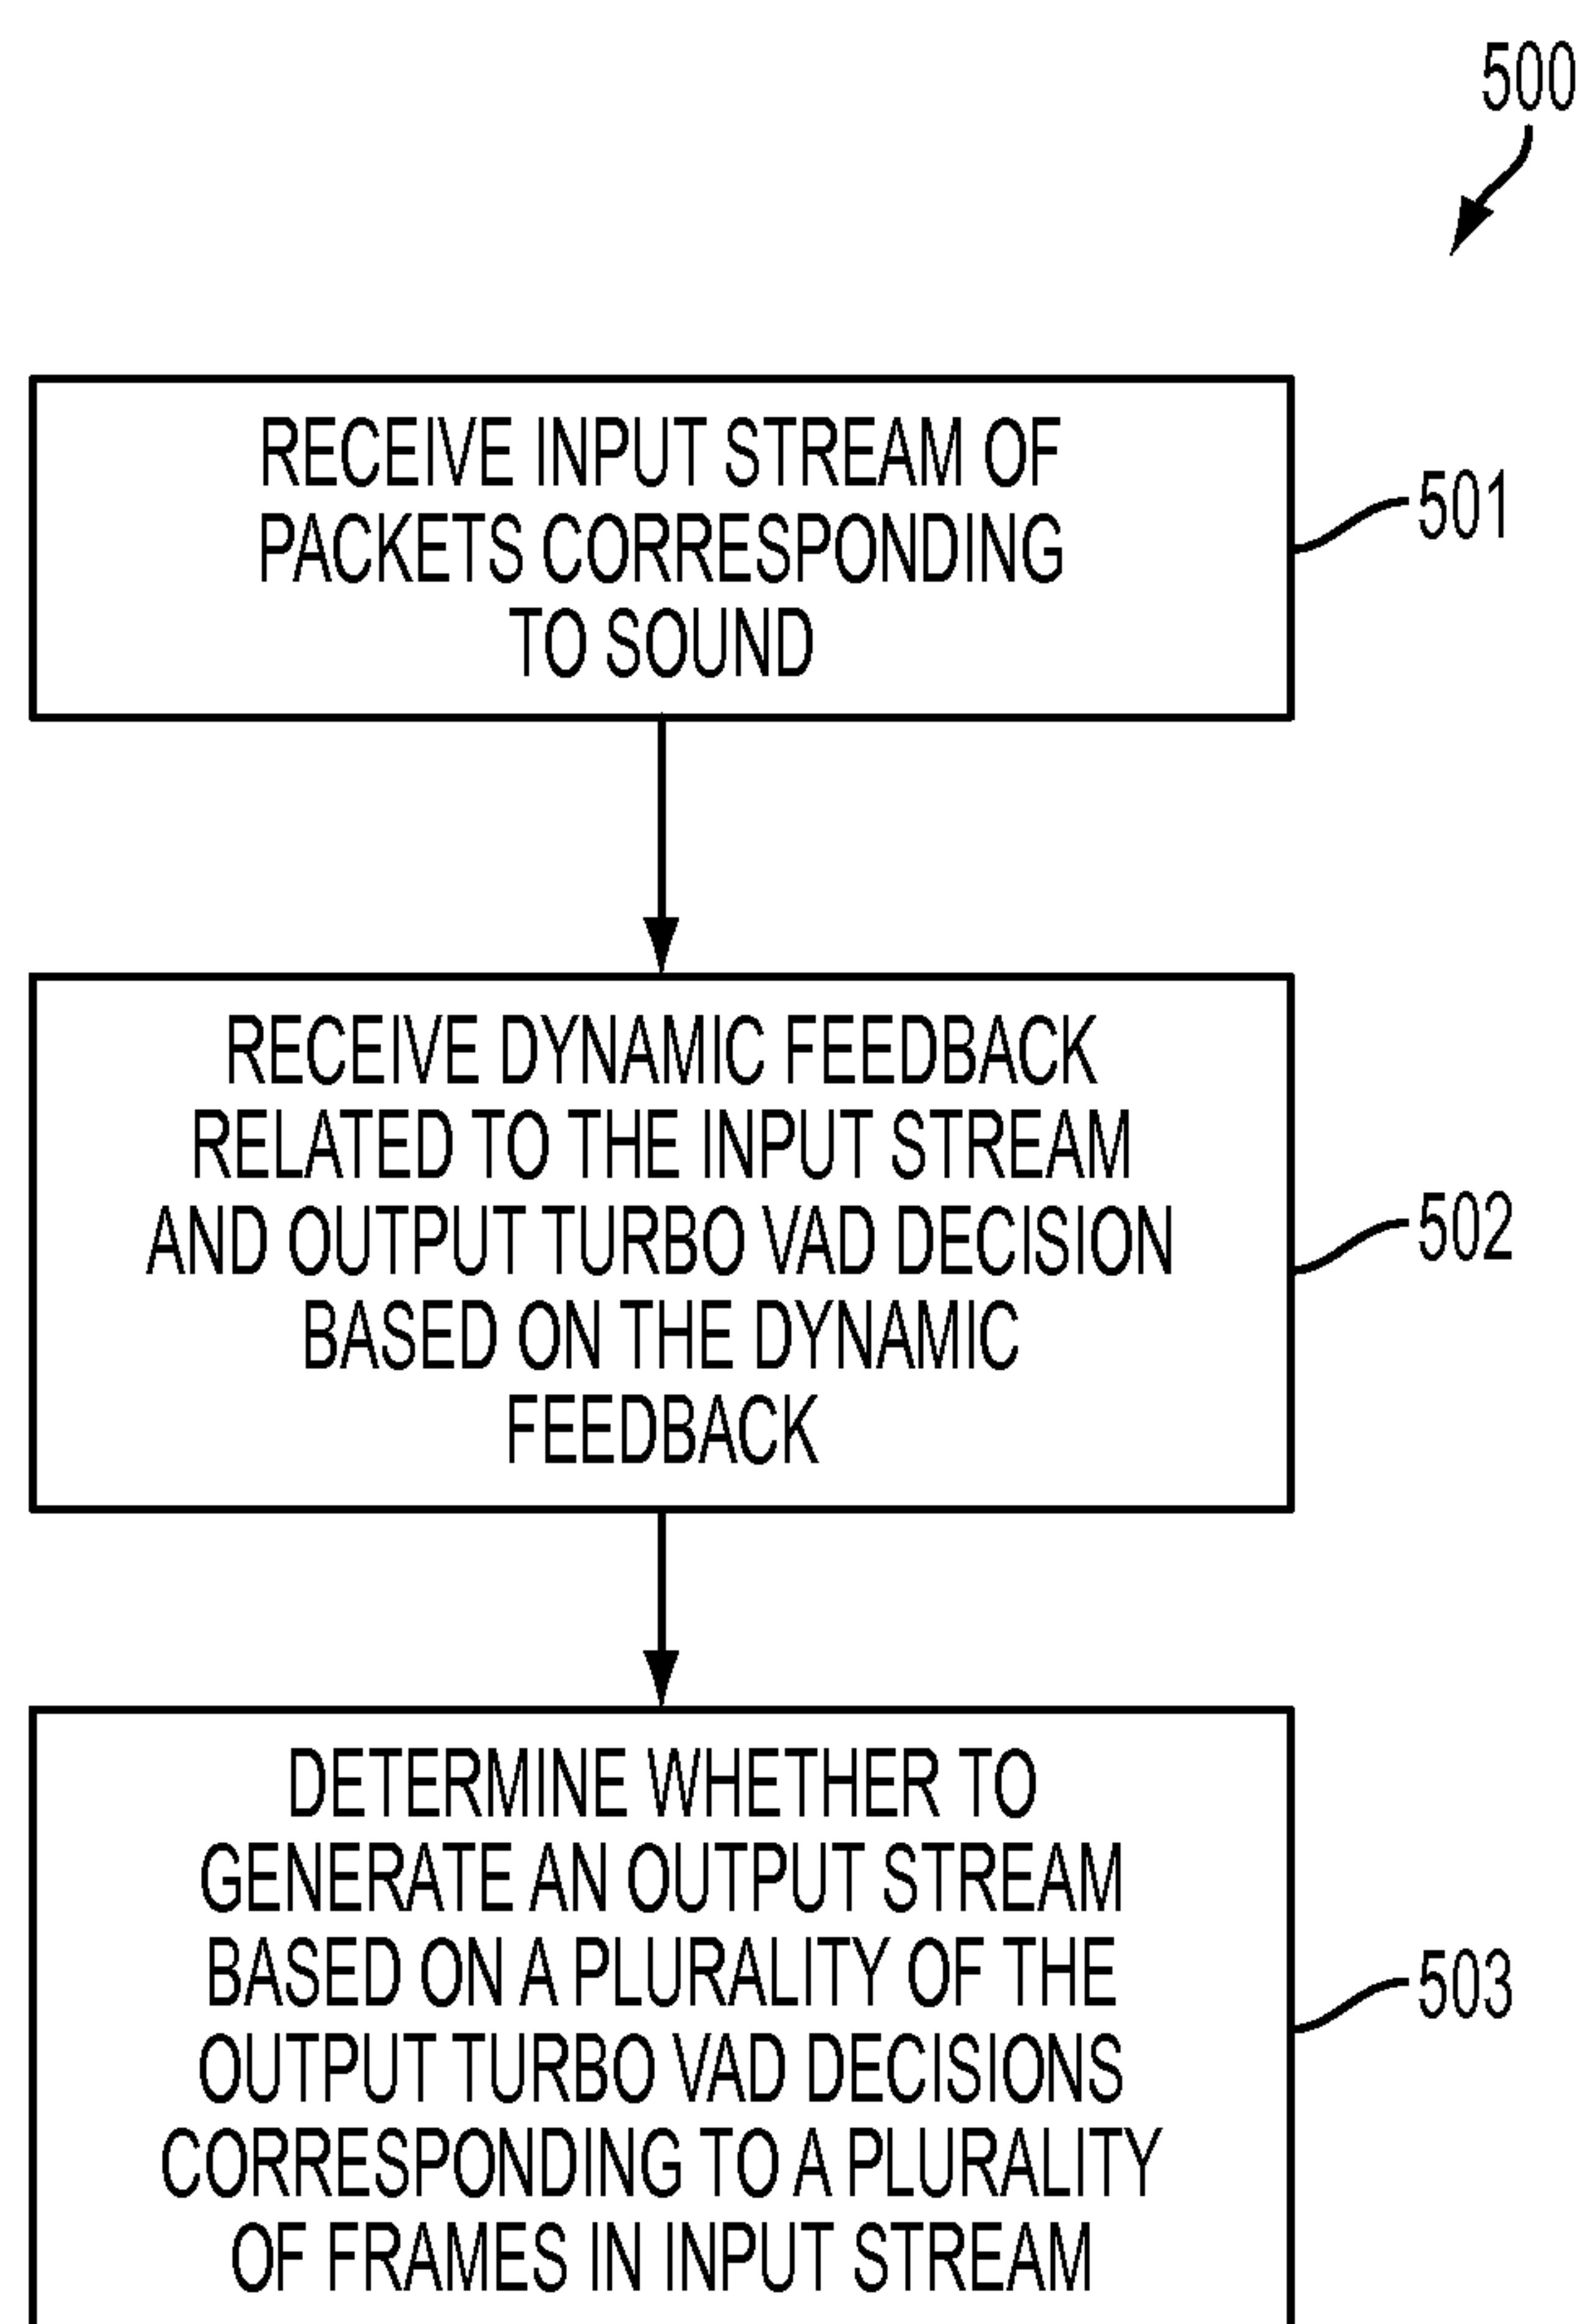 500
RECEIVE INPUT STREAM OF
PACKETS CORRESPONDING
TO SOUND
501
RECEIVE DYNAMIC FEEDBACK
RELATED TO THE INPUT STREAM
AND OUTPUT TURBO VAD DECISION
BASED ON THE DYNAMIC
FEEDBACK
502
DETERMINE WHETHER TO
GENERATE AN OUTPUT STREAM
BASED ON A PLURALITY OF THE
OUTPUT TURBO VAD DECISIONS
CORRESPONDING TO A PLURALITY
OF FRAMES IN INPUT STREAM
503